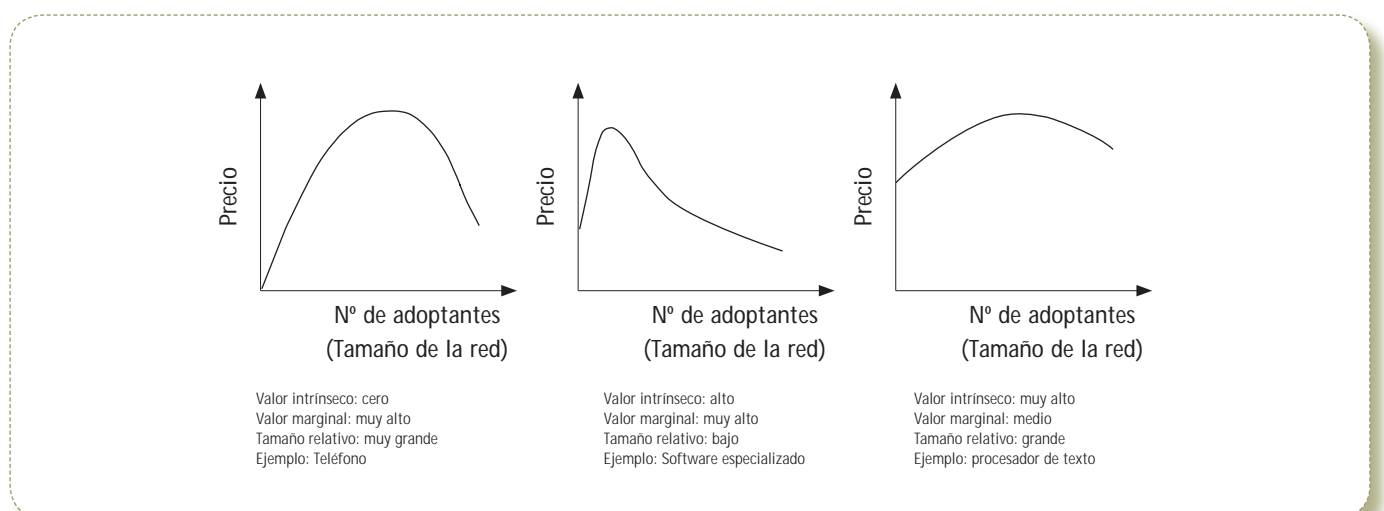 Precio
Nº de adoptantes
(Tamaño de la red)
Valor intrínseco: cero
Valor marginal: muy alto
Tamaño relativo: muy grande
Ejemplo: Teléfono
Precio
Nº de adoptantes
(Tamaño de la red)
Valor intrínseco: alto
Valor marginal: muy alto
Tamaño relativo: bajo
Ejemplo: Software especializado
Precio
Nº de adoptantes
(Tamaño de la red)
Valor intrínseco: muy alto
Valor marginal: medio
Tamaño relativo: grande
Ejemplo: procesador de texto